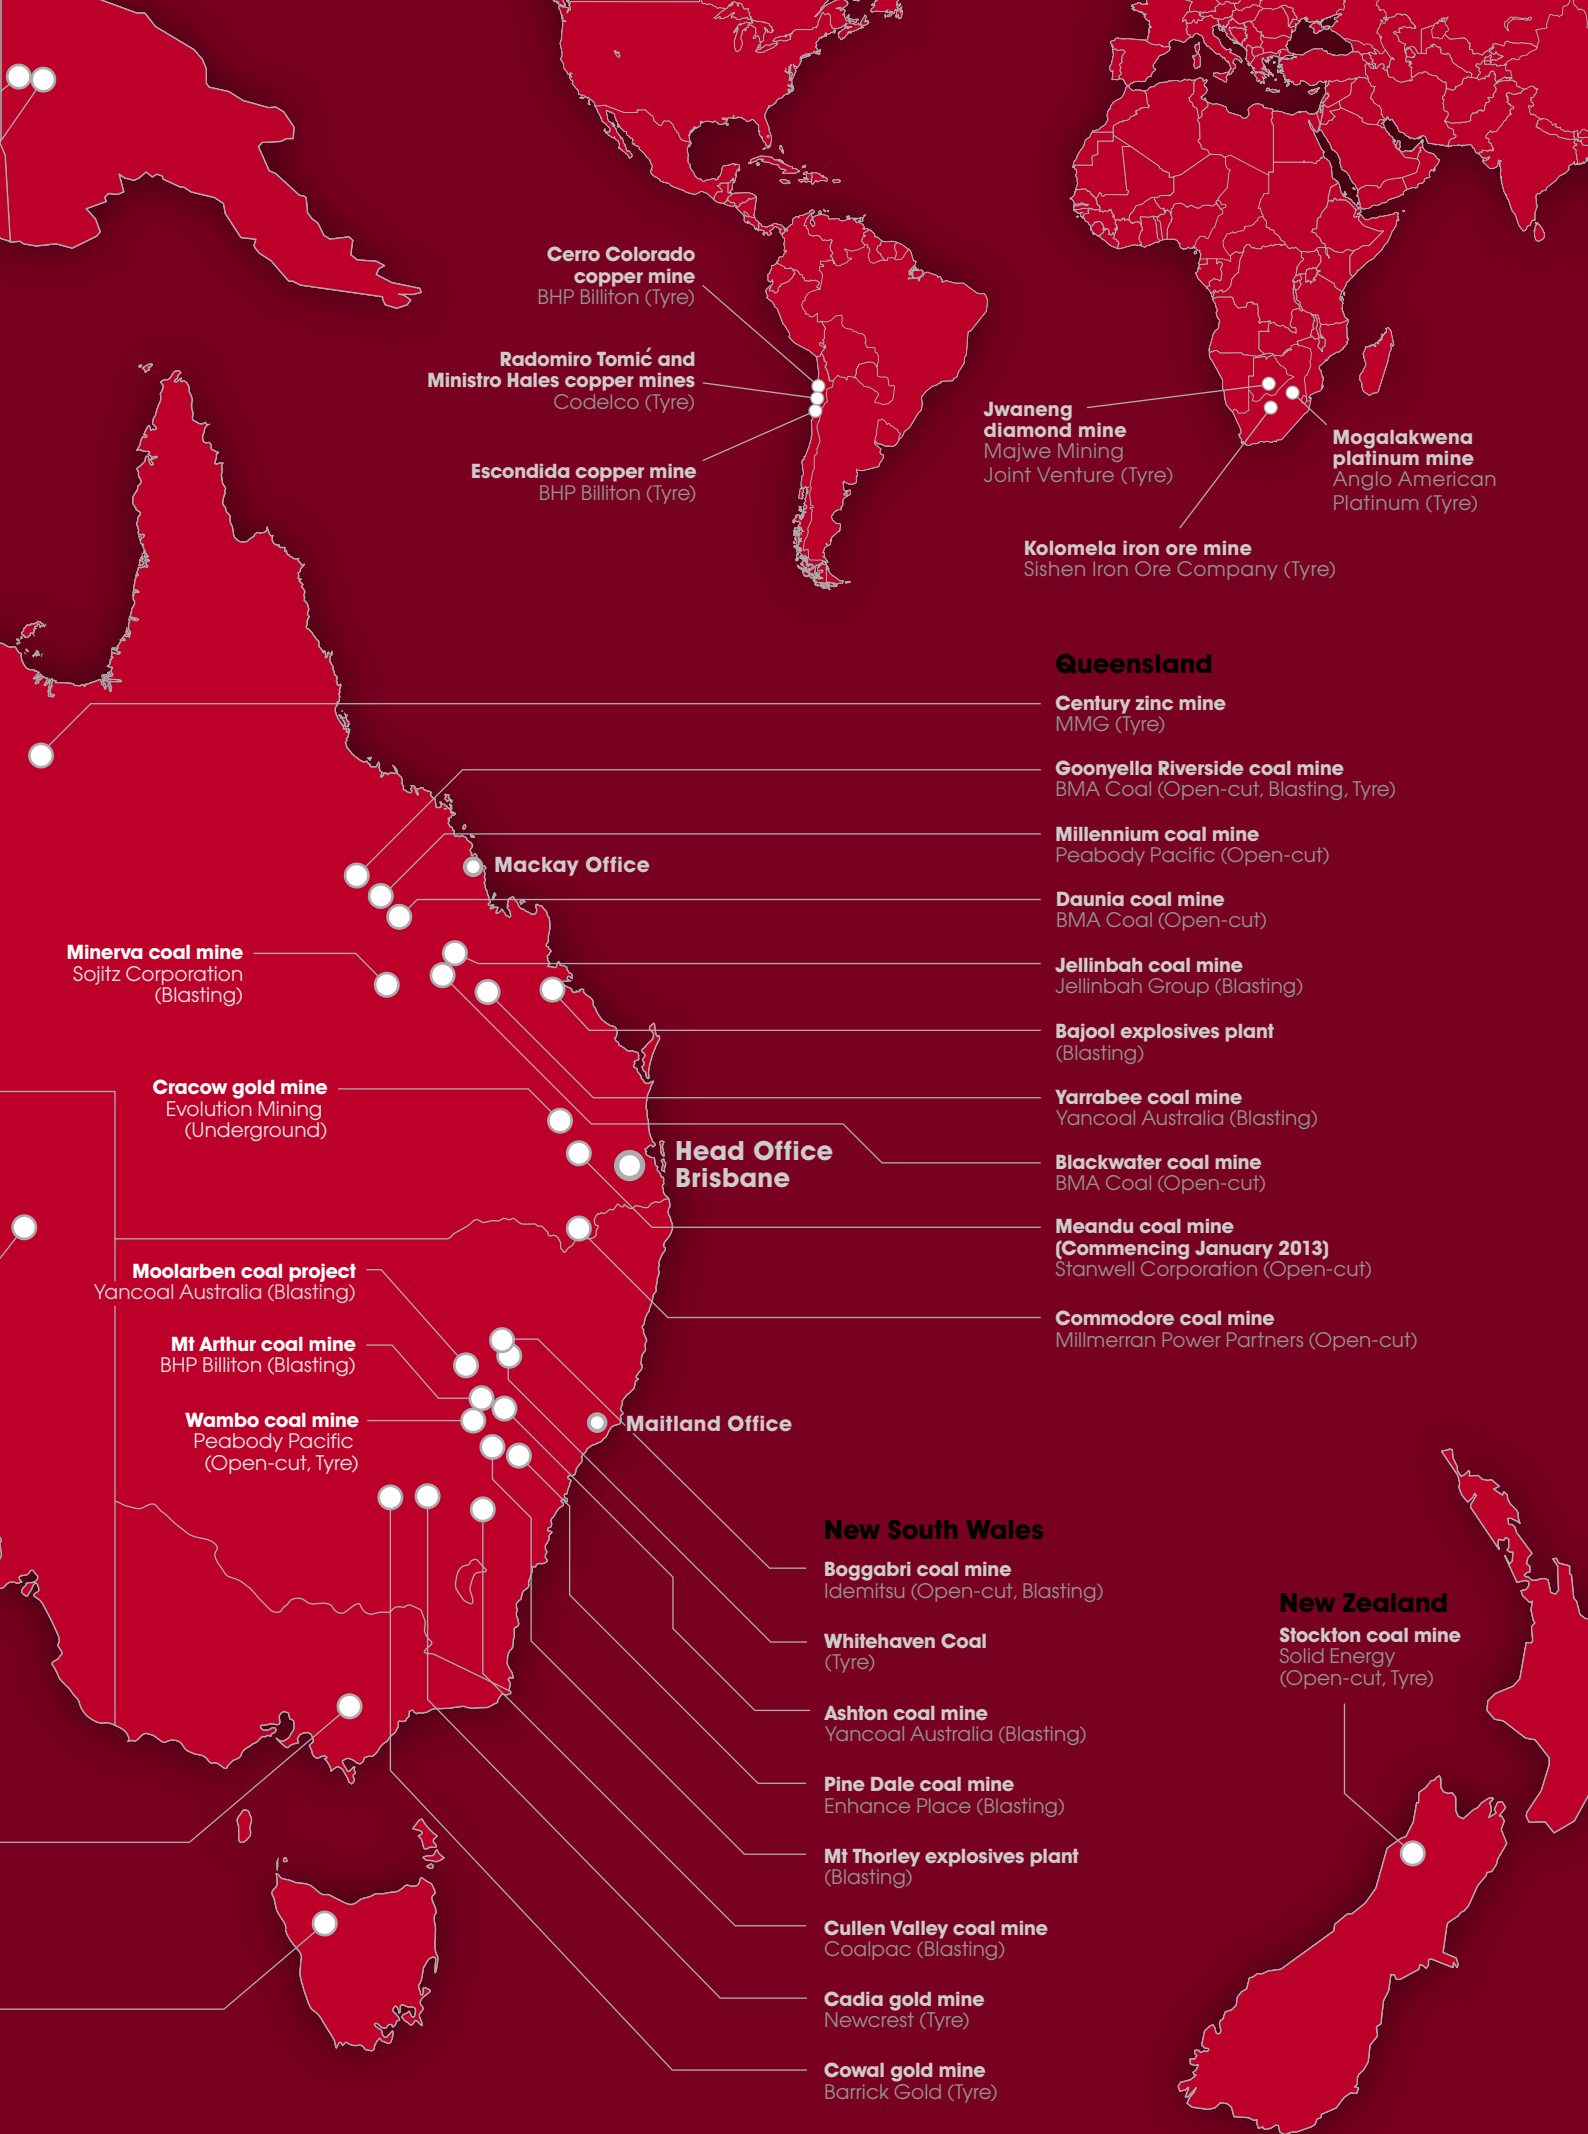 Cerro Colorado
copper mine
BHP Billiton (Tyre)
Radomiro Tomić and
Ministro Hales copper mines
Codelco (Tyre)
Escondida copper mine
BHP Billiton (Tyre)
Jwaneng
diamond mine
Majwe Mining
Joint Venture (Tyre)
Mogalakwena
platinum mine
Anglo American
Platinum (Tyre)
Kolomela iron ore mine
Sishen Iron Ore Company (Tyre)
Queensland
Century zinc mine
MMG (Tyre)
Goonyella Riverside coal mine
BMA Coal (Open-cut, Blasting, Tyre)
Millennium coal mine
Peabody Pacific (Open-cut)
Mackay Office
Daunia coal mine
BMA Coal (Open-cut)
Minerva coal mine
Sojitz Corporation
(Blasting)
Jellinbah coal mine
Jellinbah Group (Blasting)
Bajool explosives plant
(Blasting)
Cracow gold mine
Evolution Mining
(Underground)
Yarrabee coal mine
Yancoal Australia (Blasting)
Head Office
Brisbane
Blackwater coal mine
BMA Coal (Open-cut)
Meandu coal mine
(Commencing January 2013)
Stanwell Corporation (Open-cut)
Moolarben coal project
Yancoal Australia (Blasting)
Commodore coal mine
Millmerran Power Partners (Open-cut)
Mt Arthur coal mine
BHP Billiton (Blasting)
Wambo coal mine
Peabody Pacific
(Open-cut, Tyre)
Maitland Office
New South Wales
Boggabri coal mine
Idemitsu (Open-cut, Blasting)
Whitehaven Coal
(Tyre)
Ashton coal mine
Yancoal Australia (Blasting)
Pine Dale coal mine
Enhance Place (Blasting)
Mt Thorley explosives plant
(Blasting)
Cullen Valley coal mine
Coalpac (Blasting)
Cadia gold mine
Newcrest (Tyre)
Cowal gold mine
Barrick Gold (Tyre)
New Zealand
Stockton coal mine
Solid Energy
(Open-cut, Tyre)